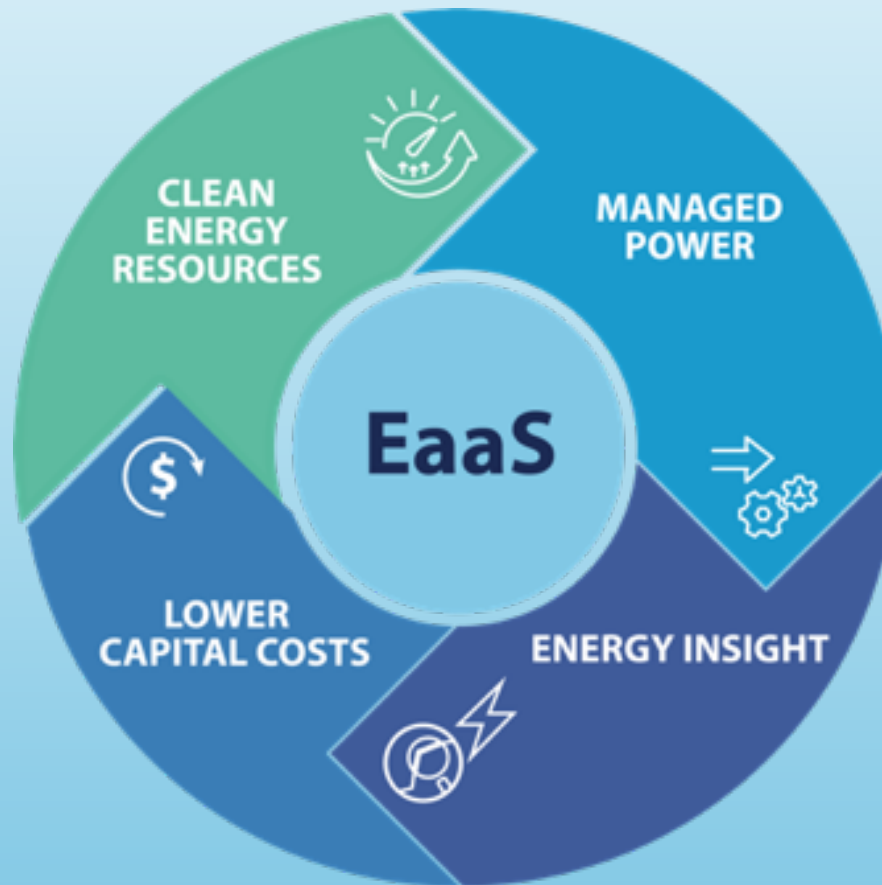 CLEAN
ENERGY
RESOURCES
MANAGED
POWER
EaaS
$
LOWER
CAPITAL COSTS
ENERGY INSIGHT